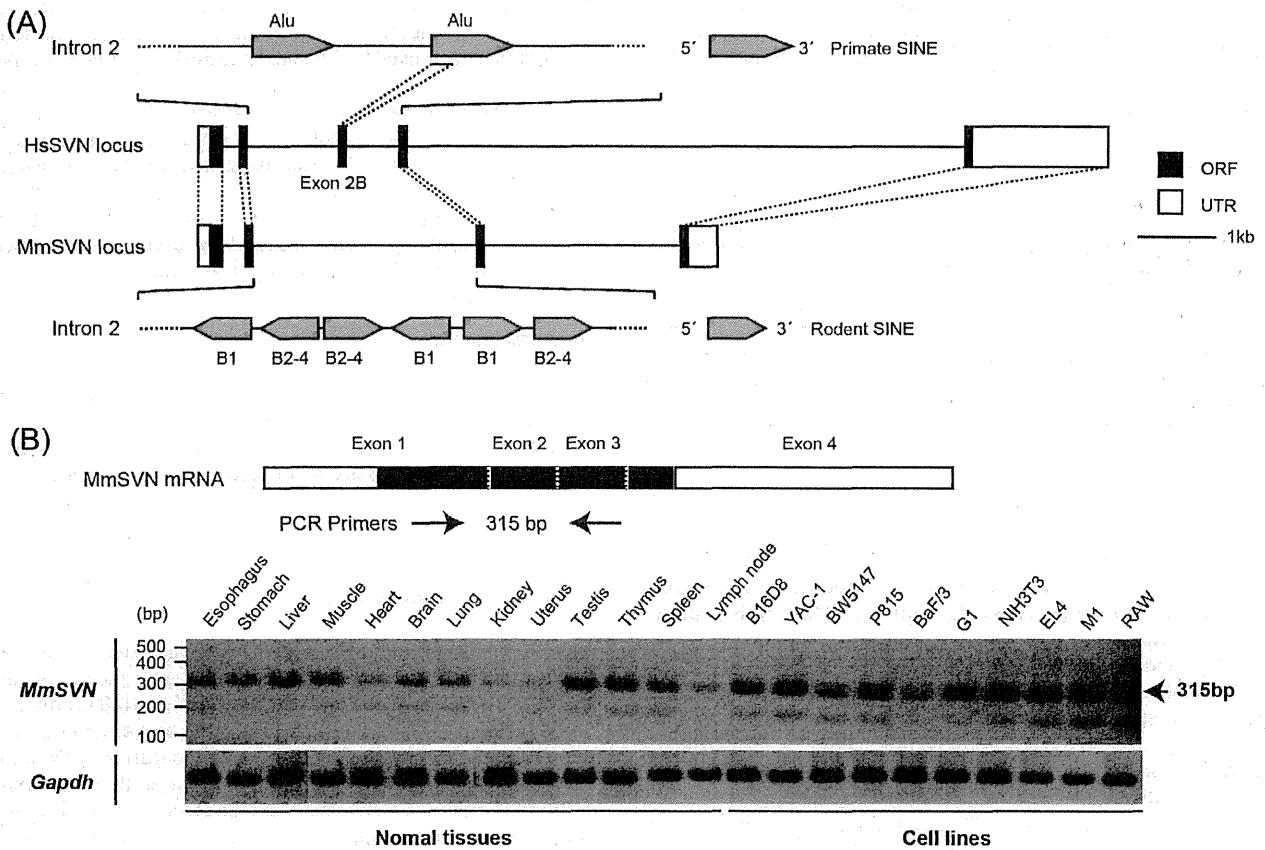 (A)
Alu Alu
Intron 2 5´ 3´ Primate SINE
HsSVN locus
Exon 2B
ORF
UTR
MmSVN locus
1kb
Intron 2 5´ 3´ Rodent SINE
B1 B2-4 B2-4 B1 B1 B2-4
(B)
Exon 1 Exon 2 Exon 3 Exon 4
MmSVN mRNA
PCR Primers 315 bp
Esophagus Stomach Liver Muscle Heart Brain Lung Kidney Uterus Testis Thymus Spleen Lymph node B16D8 YAC-1 BW5147 P815 BaF/3 G1 NIH3T3 EL4 M1 RAW
(bp)
500
400
300
200
100
MmSVN
315bp
Gapdh
Nomal tissues Cell lines